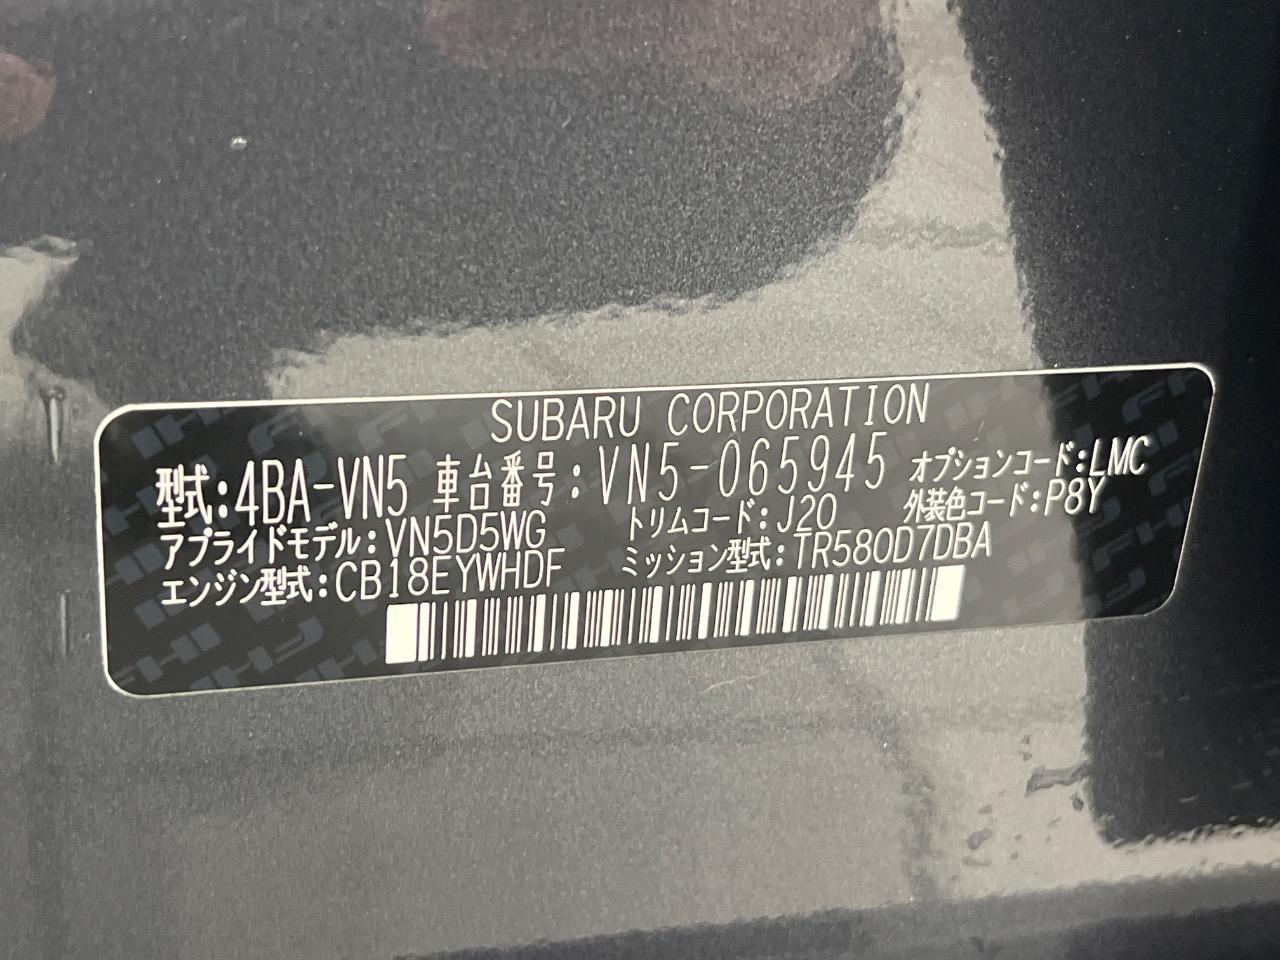 SUBARU CORPORATION
型式:4BA-VN5 車台番号:VN5-065945 オプションコード:LMC
アプライドモデル:VN5D5WG トリムコード:J20 外装色コード:P8Y
エンジン型式:CB18EYWHDF ミッション型式:TR580D7DBA